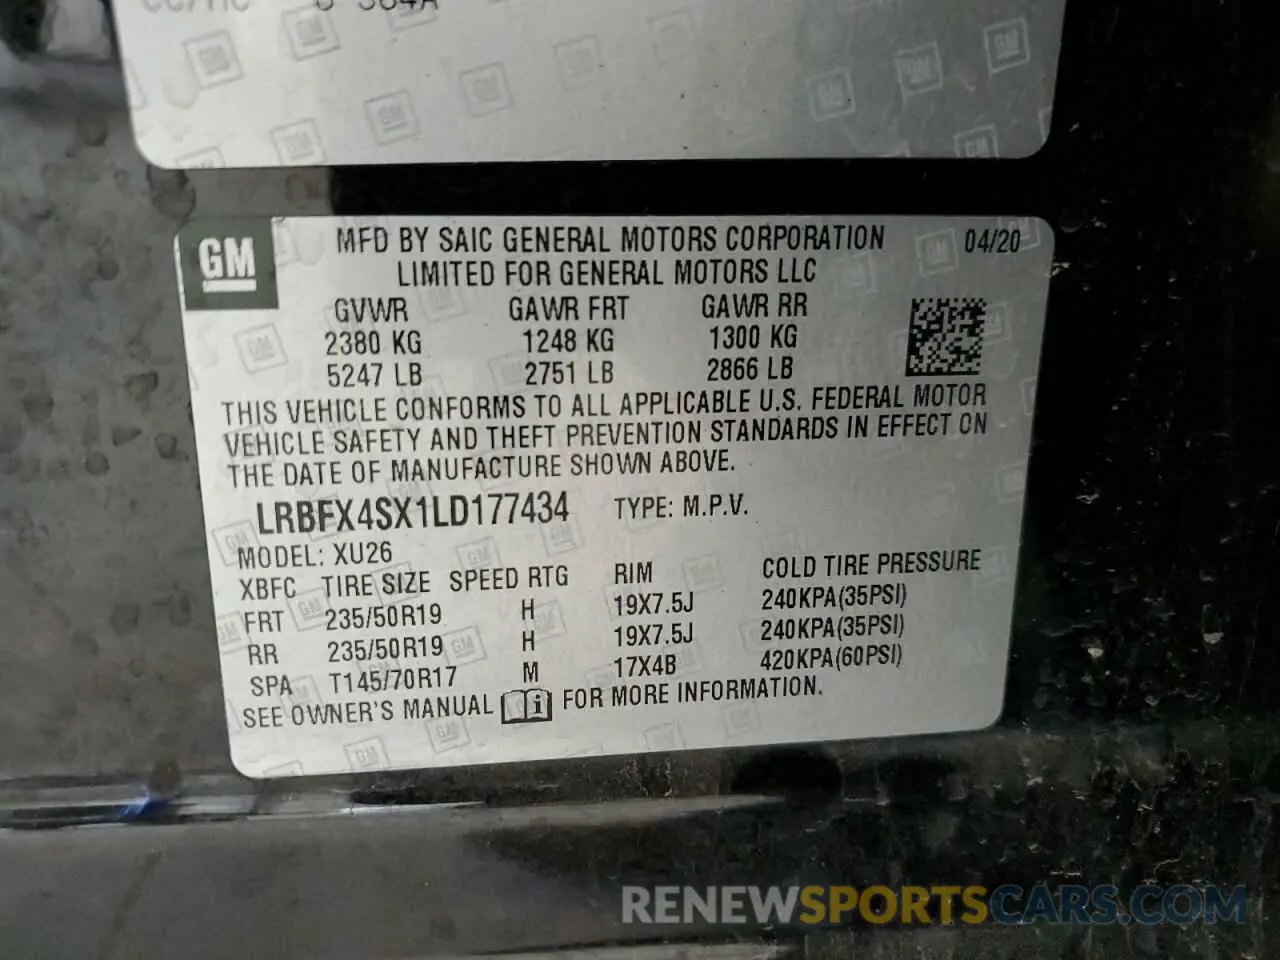 GM
MFD BY SAIC GENERAL MOTORS CORPORATION 04/20
LIMITED FOR GENERAL MOTORS LLC
GVWR GAWR FRT GAWR RR
2380 KG 1248 KG 1300 KG
5247 LB 2751 LB 2866 LB
THIS VEHICLE CONFORMS TO ALL APPLICABLE U.S. FEDERAL MOTOR
VEHICLE SAFETY AND THEFT PREVENTION STANDARDS IN EFFECT ON
THE DATE OF MANUFACTURE SHOWN ABOVE.
LRBFX4SX1LD177434 TYPE: M.P.V.
MODEL: XU26
XBFC TIRE SIZE SPEED RTG RIM COLD TIRE PRESSURE
FRT 235/50R19 H 19X7.5J 240KPA(35PSI)
RR 235/50R19 H 19X7.5J 240KPA(35PSI)
SPA T145/70R17 M 17X4B 420KPA(60PSI)
SEE OWNER'S MANUAL i FOR MORE INFORMATION.
RENEWSPORTSCARS.COM